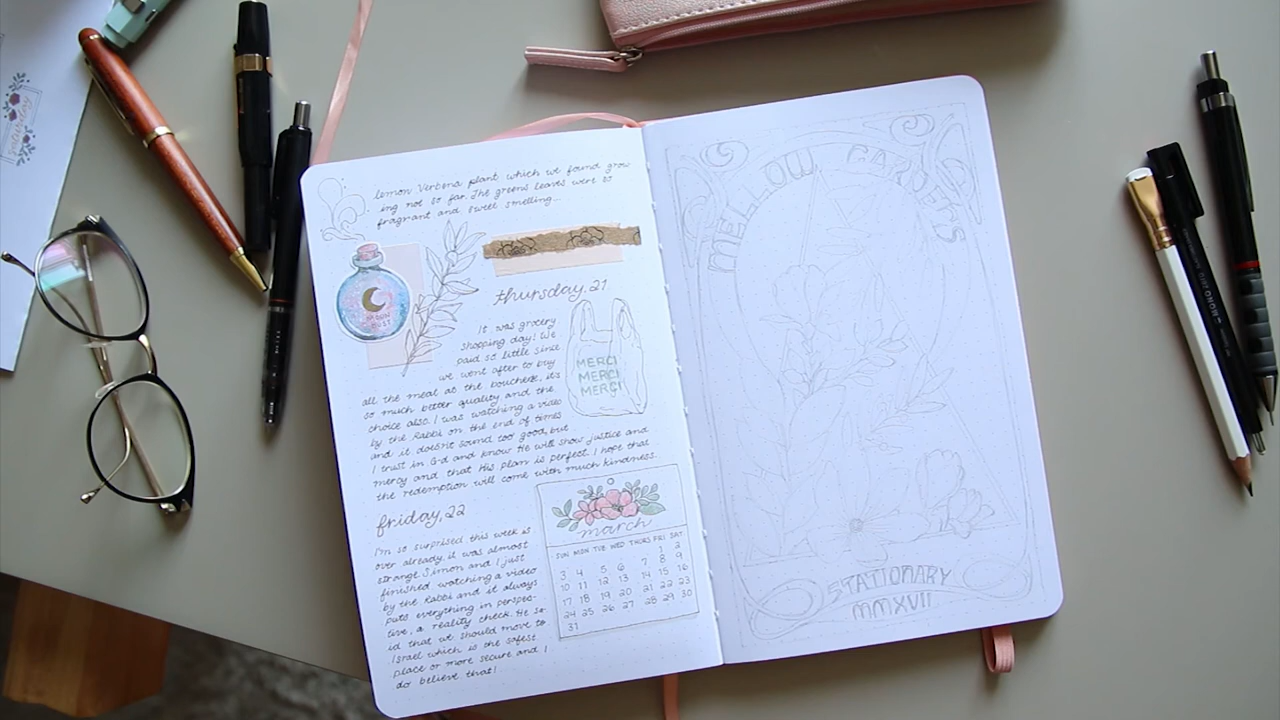 lemon Verbena plant which we found grow
ing not so far. The greens leaves were so
fragrant and sweet smelling...
MOON
DUST
thursday, 21
It was grocery
shopping day! We
paid so little since
we went after to buy
all the meat at the boucherie, it's
so much better quality and the
choice also. I was watching a video
by the Rabbi on the end of times
and it doesn't sound too good, but
I trust in G-d and know He will show justice and
mercy and that His plan is perfect. I hope that
the redemption will come with much kindness.
MERCI
MERCI
MERCI
friday, 22
I'm so surprised this week is
over already, it was almost
strange. Simon and I just
finished watching a video
by the Rabbi and it always
puts everything in perspec-
tive, a reality check. He sa-
id that we should move to
Israel which is the safest
place or more secure and I
do believe that!
march
SUN MON TUE WED THURS FRI SAT
1 2
3 4 5 6 7 8 9
10 11 12 13 14 15 16
17 18 19 20 21 22 23
24 25 26 27 28 29 30
31
MELLOW
STATIONARY
MMXVII
saturday
MONO